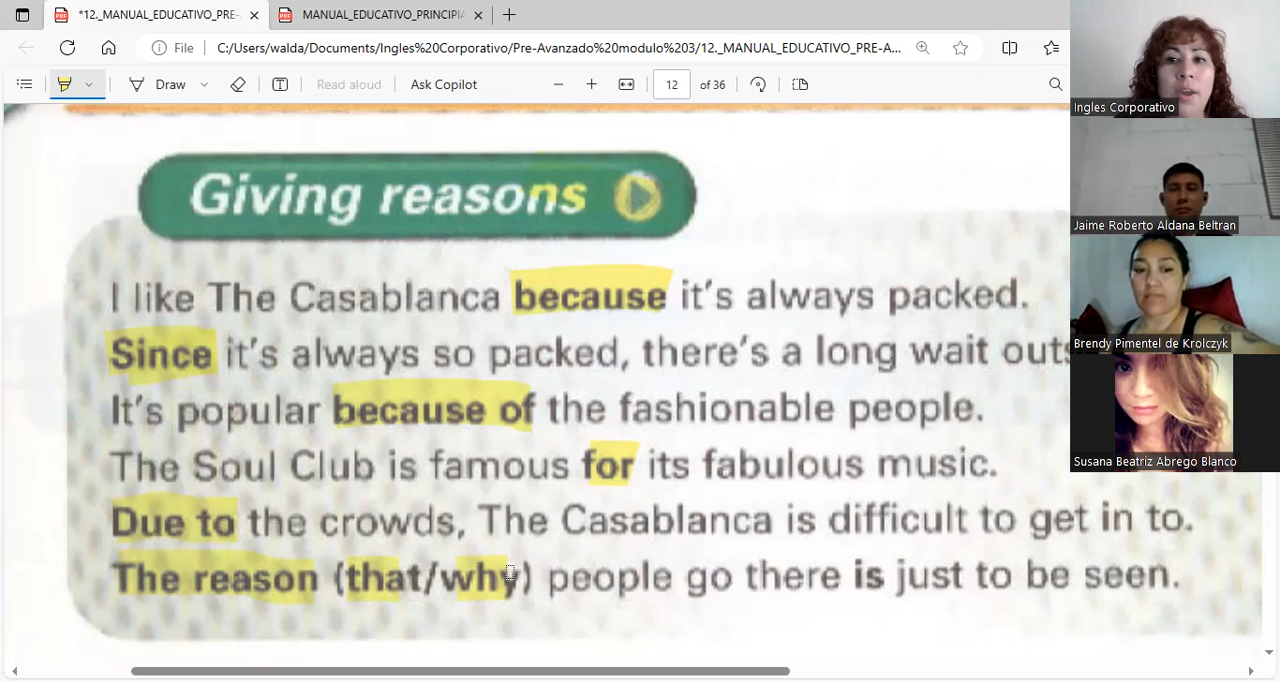 *12._MANUAL_EDUCATIVO_PRE-
MANUAL_EDUCATIVO_PRINCIPIA
File
C:/Users/walda/Documents/Ingles%20Corporativo/Pre-Avanzado%20modulo%203/12._MANUAL_EDUCATIVO_PRE-A...
Draw
Read aloud
Ask Copilot
12 of 36
Giving reasons
I like The Casablanca because it's always packed.
Since it's always so packed, there's a long wait outs
It's popular because of the fashionable people.
The Soul Club is famous for its fabulous music.
Due to the crowds, The Casablanca is difficult to get in to.
The reason (that/why) people go there is just to be seen.
Ingles Corporativo
Jaime Roberto Aldana Beltran
Brendy Pimentel de Krolczyk
Susana Beatriz Abrego Blanco